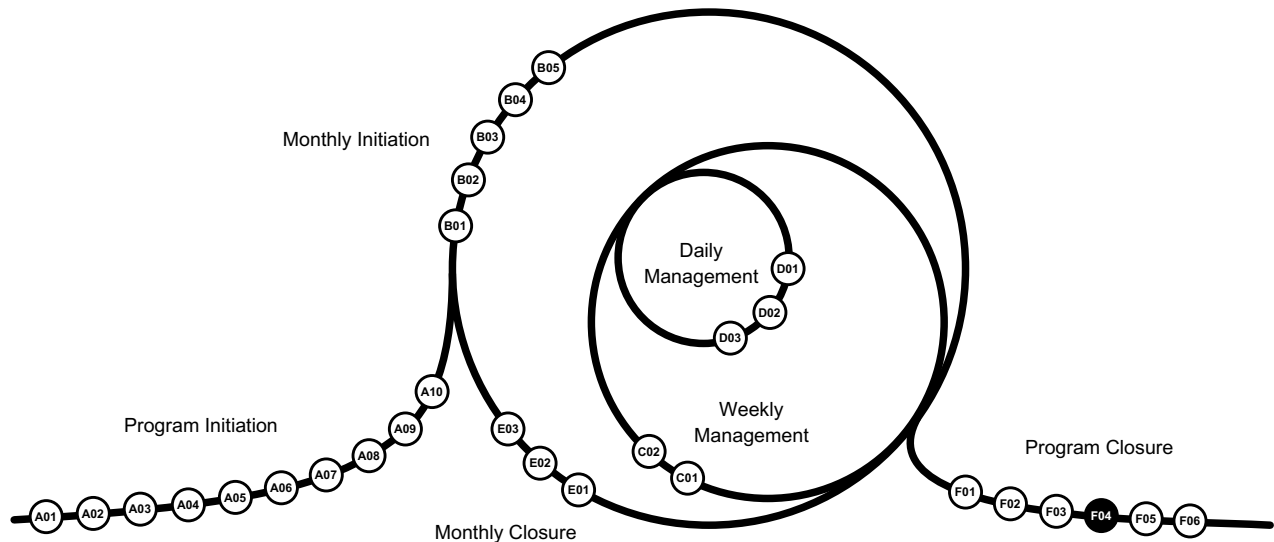 B05
B04
Monthly Initiation
B03
B02
B01
Daily
Management
D01
D02
D03
A10
Program Initiation
A09
A08
A07
A06
A05
A04
A03
A02
A01
E03
E02
E01
Monthly Closure
Weekly
Management
C02
C01
Program Closure
F01
F02
F03
F04
F05
F06